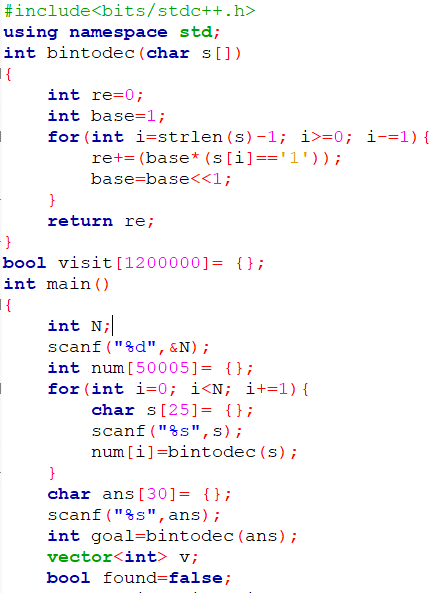 #include<bits/stdc++.h>
using namespace std;
int bintodec(char s[])
{
    int re=0;
    int base=1;
    for(int i=strlen(s)-1; i>=0; i-=1){
        re+=(base*(s[i]=='1'));
        base=base<<1;
    }
    return re;
}
bool visit[1200000]= {};
int main()
{
    int N;
    scanf("%d",&N);
    int num[50005]= {};
    for(int i=0; i<N; i+=1){
        char s[25]= {};
        scanf("%s",s);
        num[i]=bintodec(s);
    }
    char ans[30]= {};
    scanf("%s",ans);
    int goal=bintodec(ans);
    vector<int> v;
    bool found=false;